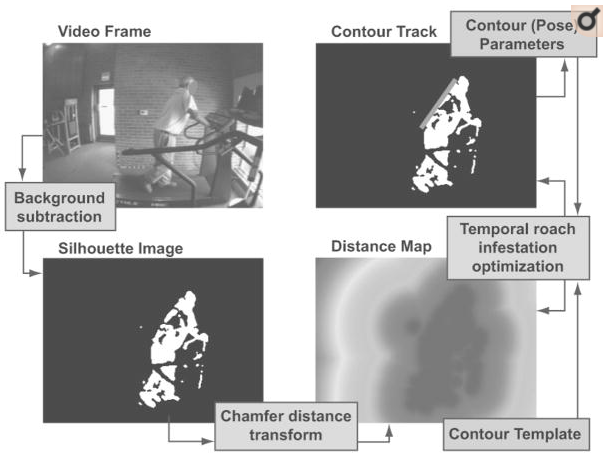 Video Frame
Contour Track
Contour (Pose)
Parameters
Background
subtraction
Temporal roach
infestation
optimization
Silhouette Image
Distance Map
Chamfer distance
transform
Contour Template